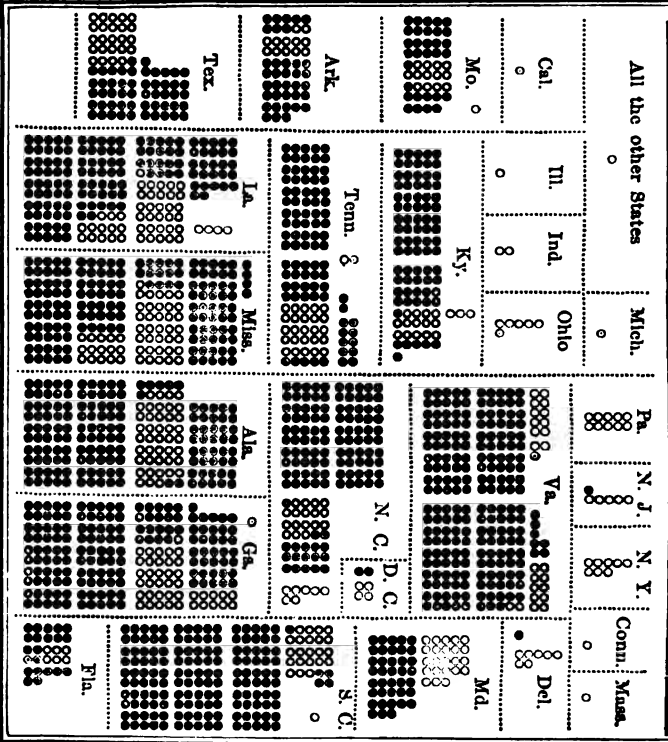 All the other States
Mich.
Pa.
N. J.
N. Y.
Conn.
Mass.
Cal.
Ill.
Ind.
Ohio
Va.
Del.
Mo.
Ky.
Md.
Ark.
Tenn.
N. C.
D. C.
S. C.
Tex.
La.
Miss.
Ala.
Ga.
Fla.